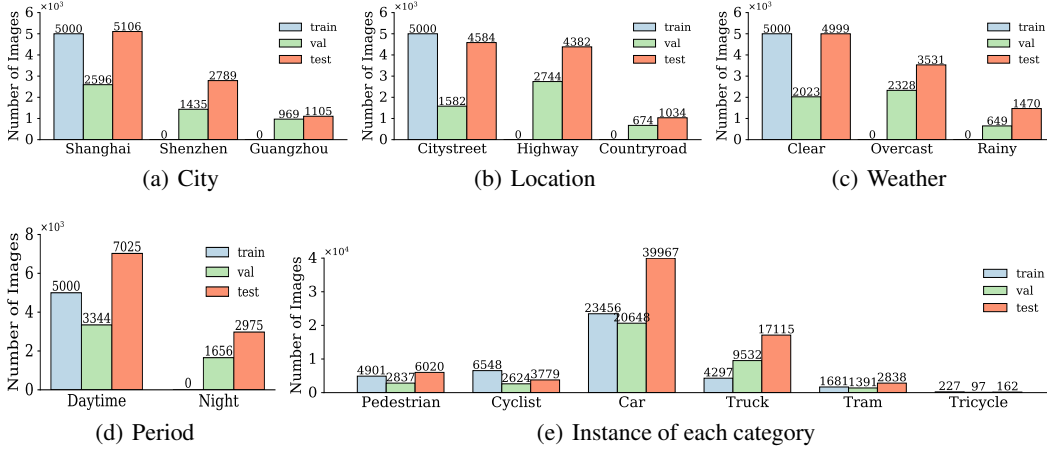 ×10³
Number of Images
6
5
4
3
2
1
0
5000
2596
5106
0
1435
2789
0
969
1105
train
val
test
Shanghai
Shenzhen
Guangzhou
(a) City
×10³
Number of Images
6
5
4
3
2
1
0
5000
1582
4584
0
2744
4382
0
674
1034
train
val
test
Citystreet
Highway
Countryroad
(b) Location
×10³
Number of Images
6
5
4
3
2
1
0
5000
2023
4999
0
2328
3531
0
649
1470
train
val
test
Clear
Overcast
Rainy
(c) Weather
×10³
Number of Images
8
6
4
2
0
5000
3344
7025
0
1656
2975
train
val
test
Daytime
Night
(d) Period
×10⁴
Number of Images
4
3
2
1
0
4901
2837
6020
6548
2624
3779
23456
20648
39967
4297
9532
17115
1681
1391
2838
227
97
162
train
val
test
Pedestrian
Cyclist
Car
Truck
Tram
Tricycle
(e) Instance of each category